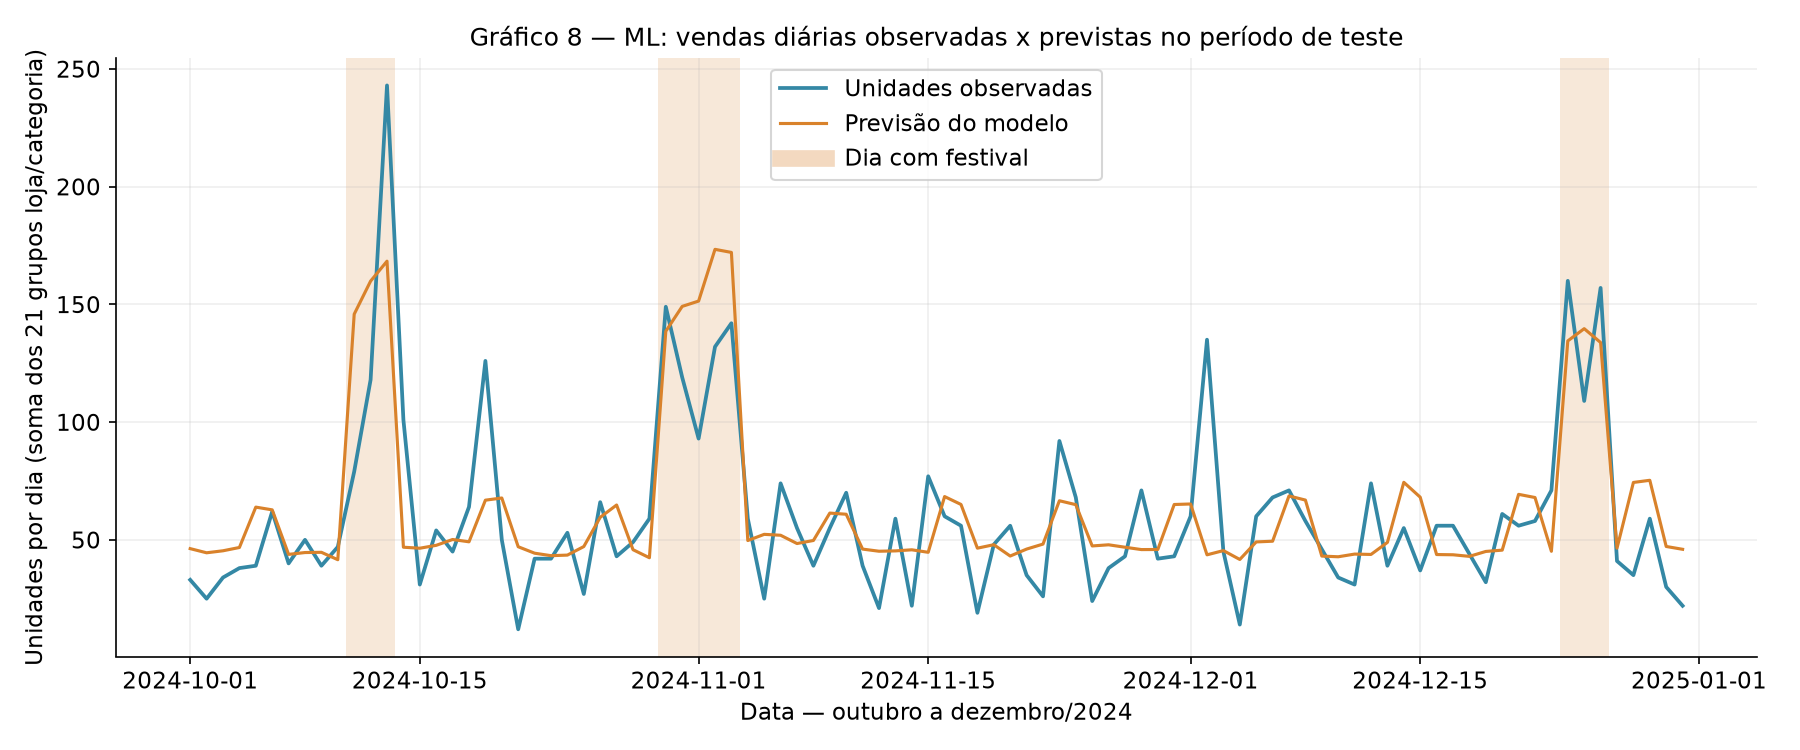 Gráfico 8 — ML: vendas diárias observadas x previstas no período de teste
Unidades por dia (soma dos 21 grupos loja/categoria)
250
200
150
100
50
Unidades observadas
Previsão do modelo
Dia com festival
2024-10-01
2024-10-15
2024-11-01
2024-11-15
2024-12-01
2024-12-15
2025-01-01
Data — outubro a dezembro/2024